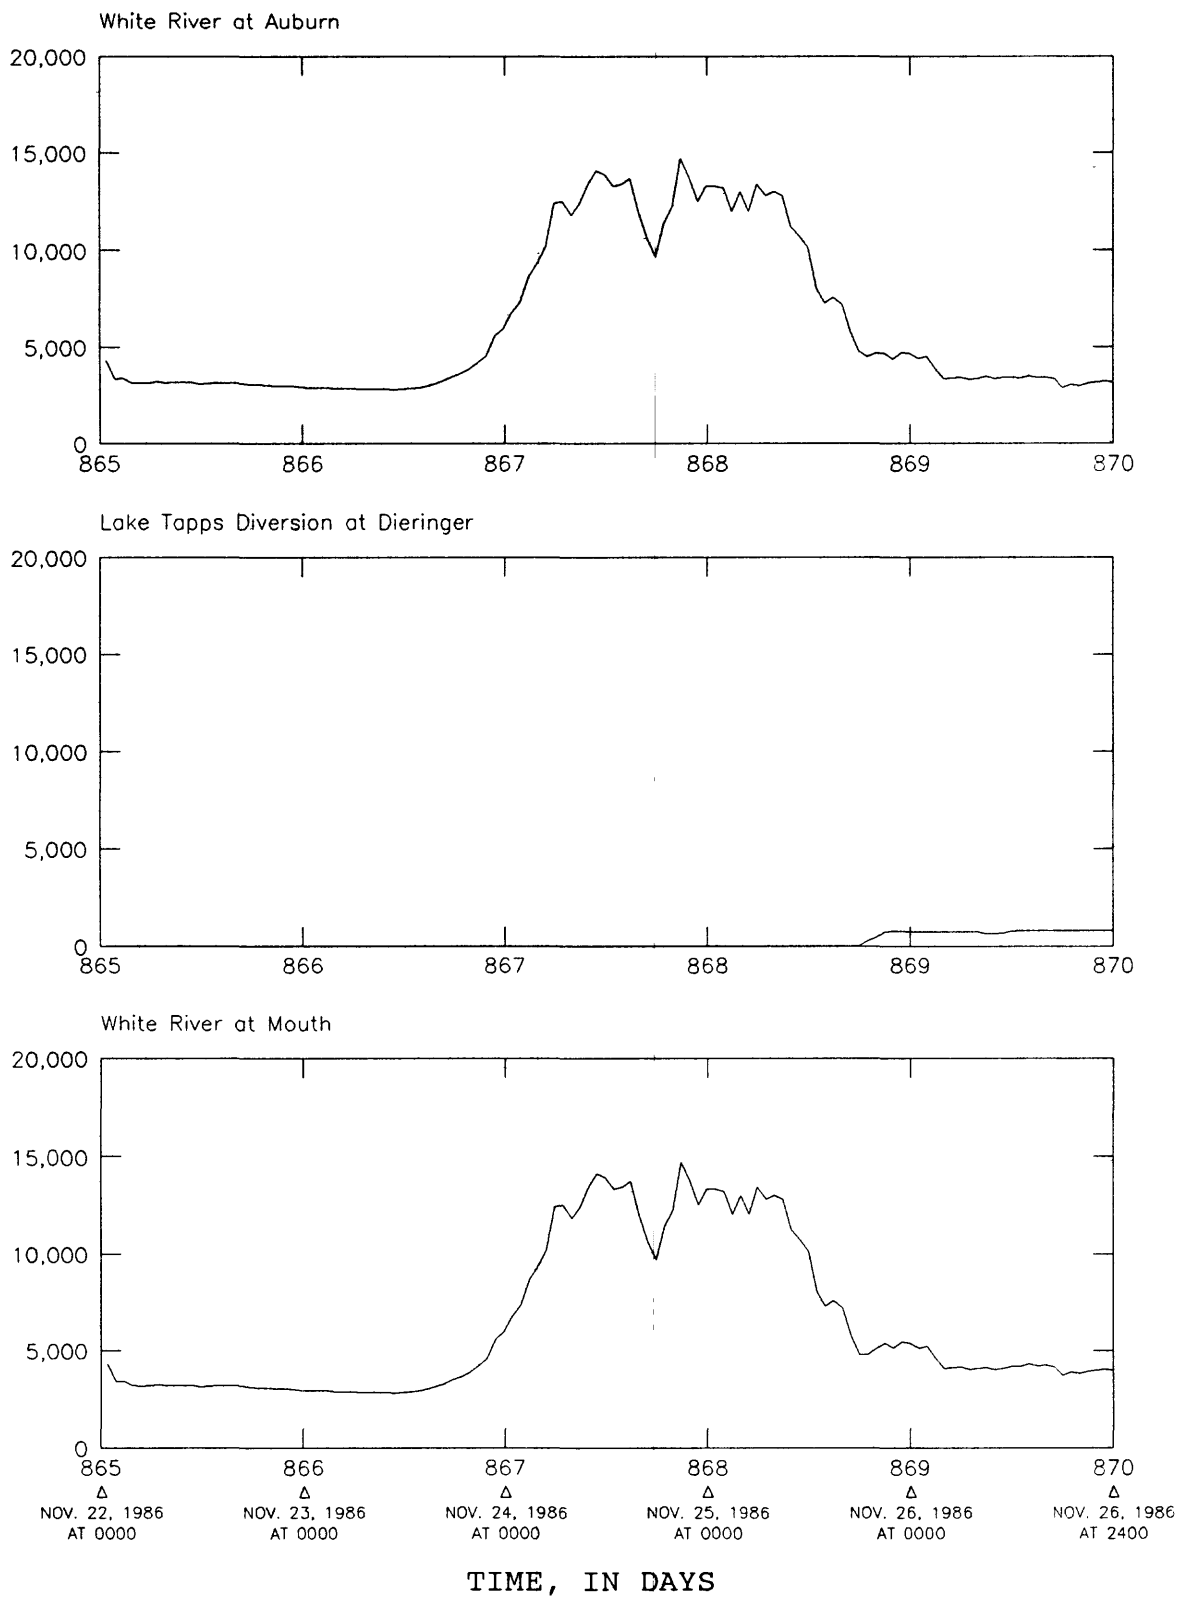 White River at Auburn
20,000
15,000
10,000
5,000
0
865 866 867 868 869 870
Lake Tapps Diversion at Dieringer
20,000
15,000
10,000
5,000
0
865 866 867 868 869 870
White River at Mouth
20,000
15,000
10,000
5,000
0
865 866 867 868 869 870
NOV. 22, 1986 NOV. 23, 1986 NOV. 24, 1986 NOV. 25, 1986 NOV. 26, 1986 NOV. 26, 1986
AT 0000 AT 0000 AT 0000 AT 0000 AT 0000 AT 2400
TIME, IN DAYS